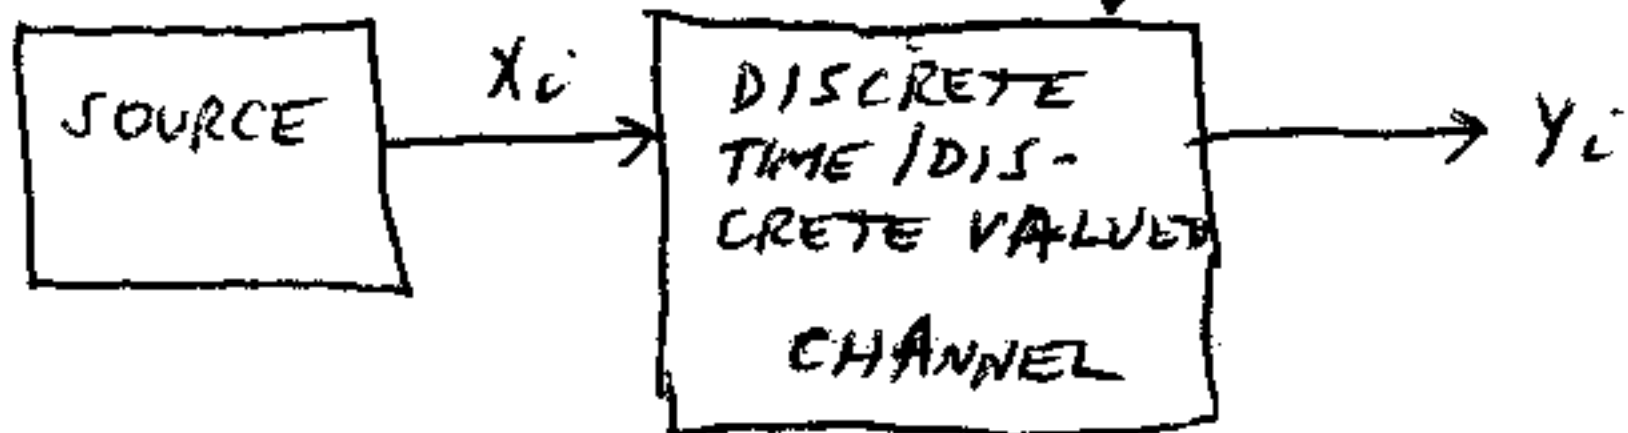 SOURCE
Xi
DISCRETE
TIME / DIS-
CRETE VALUED
CHANNEL
Yi